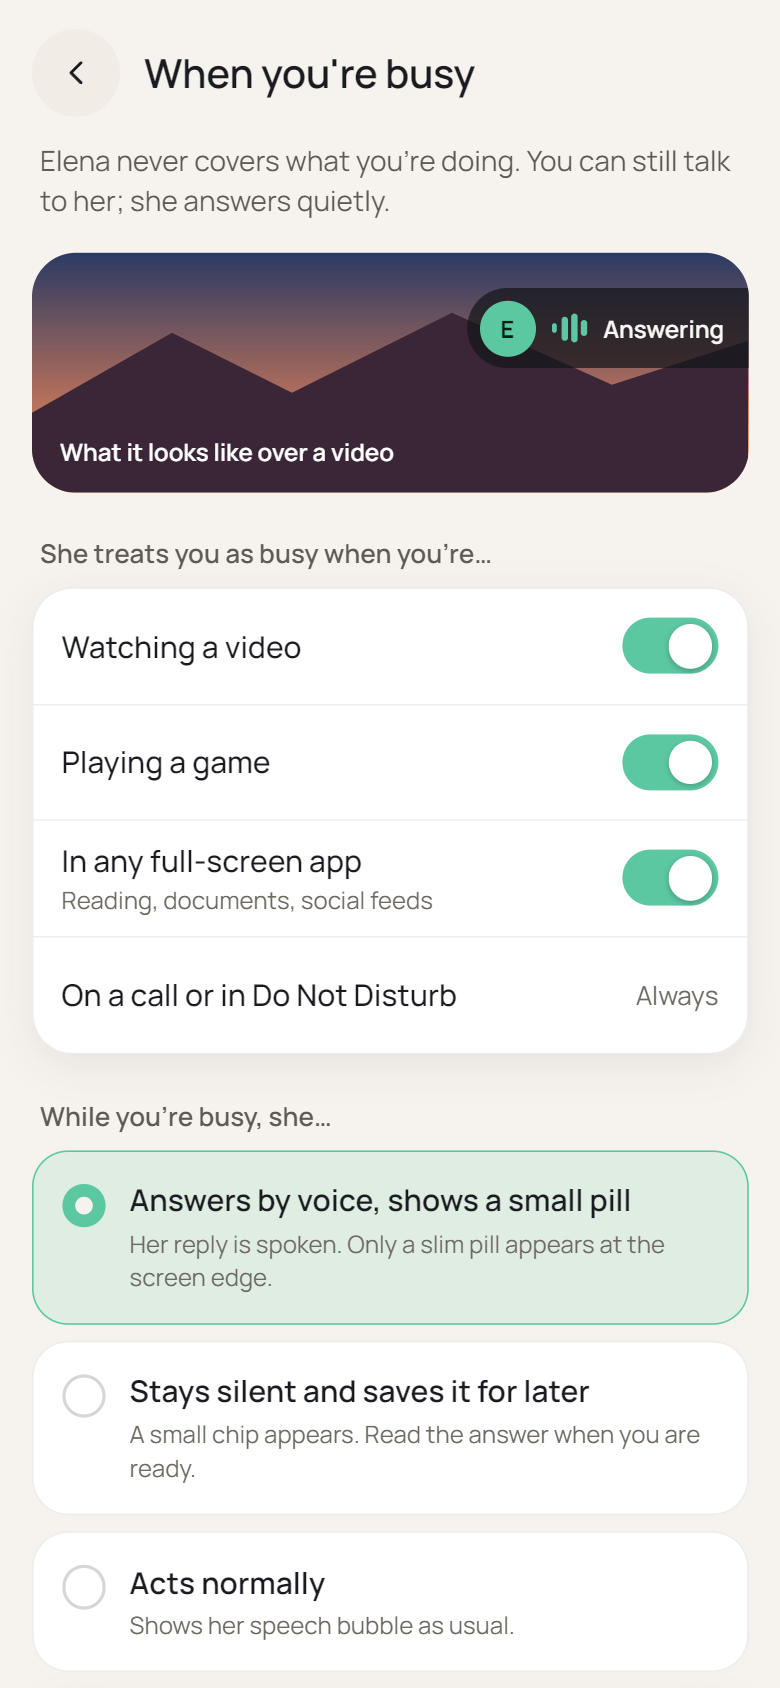 When you're busy
Elena never covers what you’re doing. You can still talk
to her; she answers quietly.
E
Answering
What it looks like over a video
She treats you as busy when you’re…
Watching a video
Playing a game
In any full-screen app
Reading, documents, social feeds
On a call or in Do Not Disturb
Always
While you’re busy, she…
Answers by voice, shows a small pill
Her reply is spoken. Only a slim pill appears at the
screen edge.
Stays silent and saves it for later
A small chip appears. Read the answer when you are
ready.
Acts normally
Shows her speech bubble as usual.